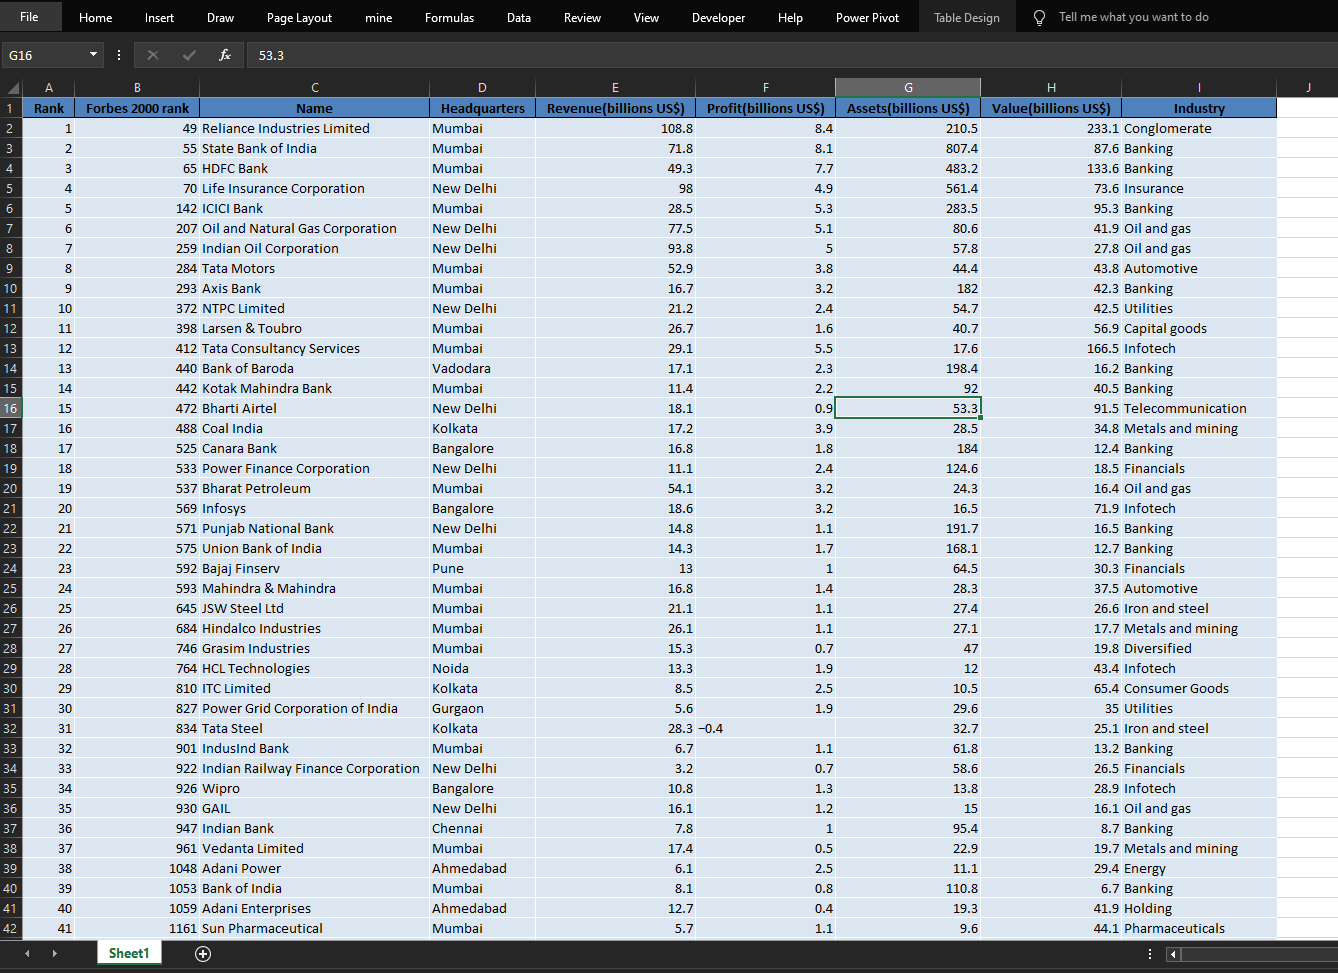 File Home Insert Draw Page Layout mine Formulas Data Review View Developer Help Power Pivot Table Design Tell me what you want to do
G16 fx 53.3
A B C D E F G H I J
1 Rank Forbes 2000 rank Name Headquarters Revenue(billions US$) Profit(billions US$) Assets(billions US$) Value(billions US$) Industry
2 1 49 Reliance Industries Limited Mumbai 108.8 8.4 210.5 233.1 Conglomerate
3 2 55 State Bank of India Mumbai 71.8 8.1 807.4 87.6 Banking
4 3 65 HDFC Bank Mumbai 49.3 7.7 483.2 133.6 Banking
5 4 70 Life Insurance Corporation New Delhi 98 4.9 561.4 73.6 Insurance
6 5 142 ICICI Bank Mumbai 28.5 5.3 283.5 95.3 Banking
7 6 207 Oil and Natural Gas Corporation New Delhi 77.5 5.1 80.6 41.9 Oil and gas
8 7 259 Indian Oil Corporation New Delhi 93.8 5 57.8 27.8 Oil and gas
9 8 284 Tata Motors Mumbai 52.9 3.8 44.4 43.8 Automotive
10 9 293 Axis Bank Mumbai 16.7 3.2 182 42.3 Banking
11 10 372 NTPC Limited New Delhi 21.2 2.4 54.7 42.5 Utilities
12 11 398 Larsen & Toubro Mumbai 26.7 1.6 40.7 56.9 Capital goods
13 12 412 Tata Consultancy Services Mumbai 29.1 5.5 17.6 166.5 Infotech
14 13 440 Bank of Baroda Vadodara 17.1 2.3 198.4 16.2 Banking
15 14 442 Kotak Mahindra Bank Mumbai 11.4 2.2 92 40.5 Banking
16 15 472 Bharti Airtel New Delhi 18.1 0.9 53.3 91.5 Telecommunication
17 16 488 Coal India Kolkata 17.2 3.9 28.5 34.8 Metals and mining
18 17 525 Canara Bank Bangalore 16.8 1.8 184 12.4 Banking
19 18 533 Power Finance Corporation New Delhi 11.1 2.4 124.6 18.5 Financials
20 19 537 Bharat Petroleum Mumbai 54.1 3.2 24.3 16.4 Oil and gas
21 20 569 Infosys Bangalore 18.6 3.2 16.5 71.9 Infotech
22 21 571 Punjab National Bank New Delhi 14.8 1.1 191.7 16.5 Banking
23 22 575 Union Bank of India Mumbai 14.3 1.7 168.1 12.7 Banking
24 23 592 Bajaj Finserv Pune 13 1 64.5 30.3 Financials
25 24 593 Mahindra & Mahindra Mumbai 16.8 1.4 28.3 37.5 Automotive
26 25 645 JSW Steel Ltd Mumbai 21.1 1.1 27.4 26.6 Iron and steel
27 26 684 Hindalco Industries Mumbai 26.1 1.1 27.1 17.7 Metals and mining
28 27 746 Grasim Industries Mumbai 15.3 0.7 47 19.8 Diversified
29 28 764 HCL Technologies Noida 13.3 1.9 12 43.4 Infotech
30 29 810 ITC Limited Kolkata 8.5 2.5 10.5 65.4 Consumer Goods
31 30 827 Power Grid Corporation of India Gurgaon 5.6 1.9 29.6 35 Utilities
32 31 834 Tata Steel Kolkata 28.3 −0.4 32.7 25.1 Iron and steel
33 32 901 IndusInd Bank Mumbai 6.7 1.1 61.8 13.2 Banking
34 33 922 Indian Railway Finance Corporation New Delhi 3.2 0.7 58.6 26.5 Financials
35 34 926 Wipro Bangalore 10.8 1.3 13.8 28.9 Infotech
36 35 930 GAIL New Delhi 16.1 1.2 15 16.1 Oil and gas
37 36 947 Indian Bank Chennai 7.8 1 95.4 8.7 Banking
38 37 961 Vedanta Limited Mumbai 17.4 0.5 22.9 19.7 Metals and mining
39 38 1048 Adani Power Ahmedabad 6.1 2.5 11.1 29.4 Energy
40 39 1053 Bank of India Mumbai 8.1 0.8 110.8 6.7 Banking
41 40 1059 Adani Enterprises Ahmedabad 12.7 0.4 19.3 41.9 Holding
42 41 1161 Sun Pharmaceutical Mumbai 5.7 1.1 9.6 44.1 Pharmaceuticals
Sheet1